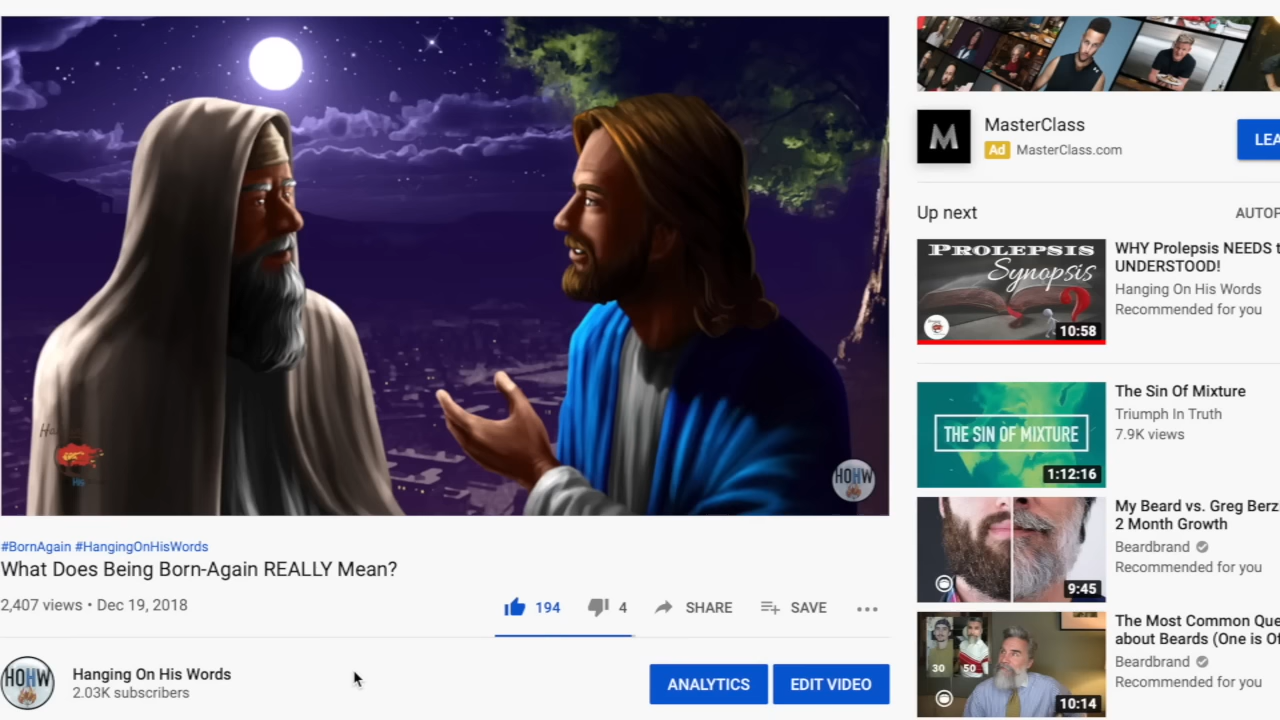 HOHW
#BornAgain #HangingOnHisWords
What Does Being Born-Again REALLY Mean?
2,407 views • Dec 19, 2018
194
4
SHARE
SAVE
HOHW
Hanging On His Words
2.03K subscribers
ANALYTICS
EDIT VIDEO
M
MasterClass
Ad MasterClass.com
LEA
Up next
AUTOP
PROLEPSIS
Synopsis
10:58
WHY Prolepsis NEEDS t
UNDERSTOOD!
Hanging On His Words
Recommended for you
THE SIN OF MIXTURE
1:12:16
The Sin Of Mixture
Triumph In Truth
7.9K views
9:45
My Beard vs. Greg Berz
2 Month Growth
Beardbrand
Recommended for you
30
50
10:14
The Most Common Que
about Beards (One is Of
Beardbrand
Recommended for you